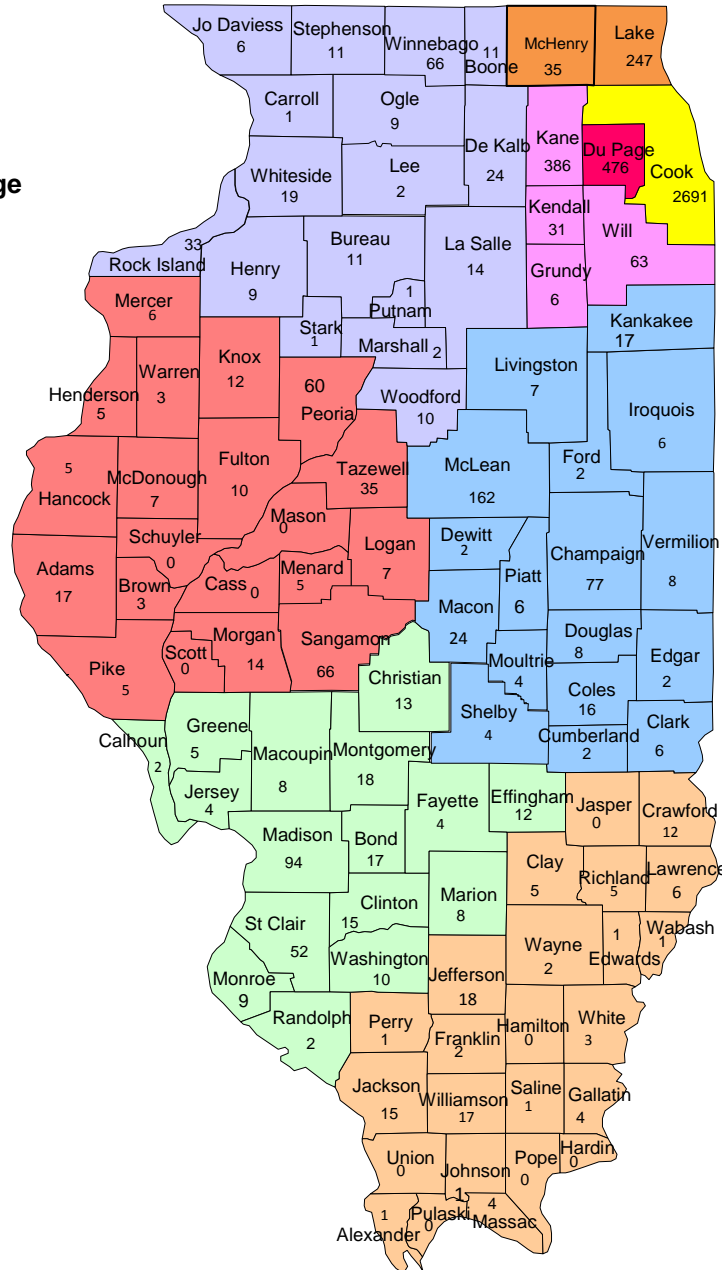 Jo Daviess
6
Stephenson
11
Winnebago
66
11
Boone
McHenry
35
Lake
247
Carroll
1
Ogle
9
De Kalb
24
Kane
386
Du Page
476
Cook
2691
ge
Whiteside
19
Lee
2
Kendall
31
Will
63
33
Rock Island
Henry
9
Bureau
11
La Salle
14
Grundy
6
1
Putnam
Mercer
6
Stark
1
Marshall 2
Kankakee
17
Knox
12
Warren
3
Henderson
5
60
Peoria
Woodford
10
Livingston
7
Iroquois
6
5
Hancock
McDonough
7
Fulton
10
Tazewell
35
McLean
162
Ford
2
Mason
0
Schuyler
0
Logan
7
Dewitt
2
Champaign
77
Vermilion
8
Adams
17
Brown
3
Cass 0
Menard
5
Piatt
6
Macon
24
Pike
5
Scott
0
Morgan
14
Sangamon
66
Christian
13
Moultrie
4
Douglas
8
Edgar
2
Coles
16
Shelby
4
Cumberland
2
Clark
6
Calhoun
2
Greene
5
Macoupin
8
Montgomery
18
Jersey
4
Fayette
4
Effingham
12
Jasper
0
Crawford
12
Madison
94
Bond
17
Clay
5
Richland
5
Lawrence
6
Clinton
15
Marion
8
St Clair
52
Washington
10
Wayne
2
1
Edwards
Wabash
1
Monroe
9
Jefferson
18
Randolph
2
Perry
1
Franklin
2
Hamilton
0
White
3
Jackson
15
Williamson
17
Saline
1
Gallatin
4
Union
0
Johnson
1
Pope
0
Hardin
0
1
Alexander
Pulaski
0
4
Massac